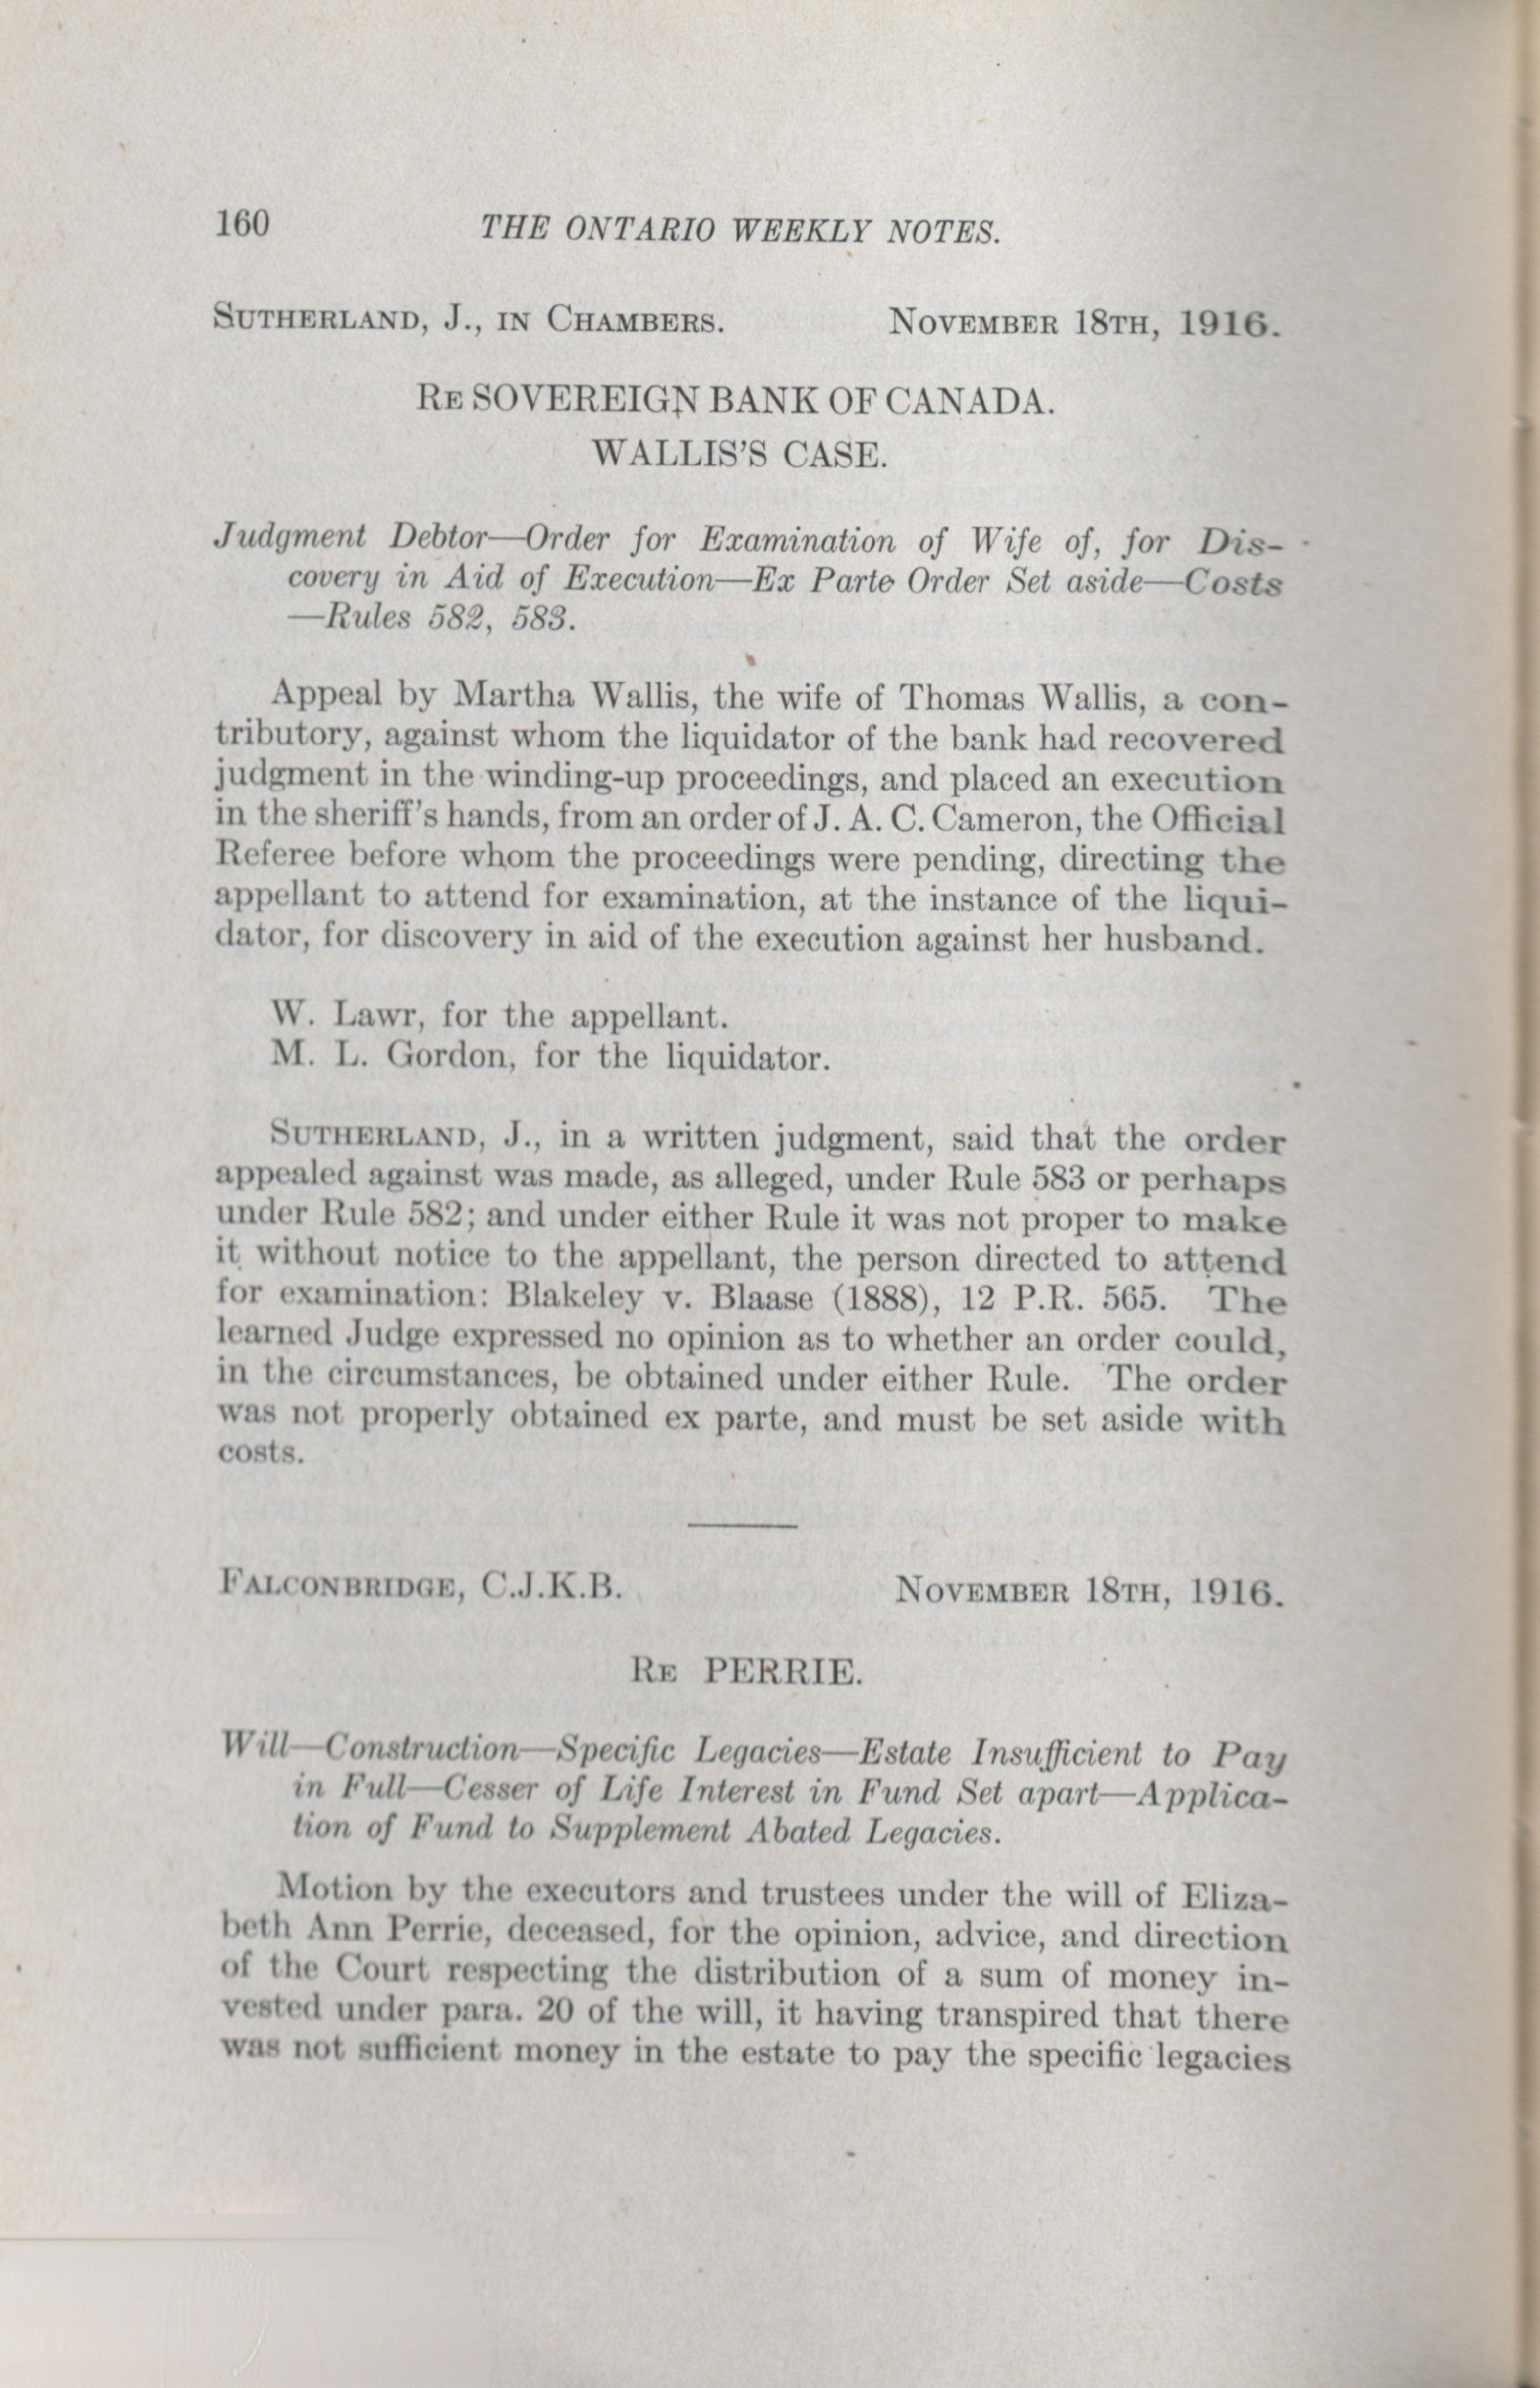 160 THE ONTARIO WEEKLY NOTES.
SUTHERLAND, J., IN CHAMBERS. NOVEMBER 18TH, 1916.
RE SOVEREIGN BANK OF CANADA.
WALLIS'S CASE.
Judgment Debtor—Order for Examination of Wife of, for Dis-
covery in Aid of Execution—Ex Parte Order Set aside—Costs
—Rules 582, 583.
Appeal by Martha Wallis, the wife of Thomas Wallis, a con-
tributory, against whom the liquidator of the bank had recovered
judgment in the winding-up proceedings, and placed an execution
in the sheriff's hands, from an order of J. A. C. Cameron, the Official
Referee before whom the proceedings were pending, directing the
appellant to attend for examination, at the instance of the liqui-
dator, for discovery in aid of the execution against her husband.
W. Lawr, for the appellant.
M. L. Gordon, for the liquidator.
SUTHERLAND, J., in a written judgment, said that the order
appealed against was made, as alleged, under Rule 583 or perhaps
under Rule 582; and under either Rule it was not proper to make
it without notice to the appellant, the person directed to attend
for examination: Blakeley v. Blaase (1888), 12 P.R. 565. The
learned Judge expressed no opinion as to whether an order could,
in the circumstances, be obtained under either Rule. The order
was not properly obtained ex parte, and must be set aside with
costs.
FALCONBRIDGE, C.J.K.B. NOVEMBER 18TH, 1916.
RE PERRIE.
Will—Construction—Specific Legacies—Estate Insufficient to Pay
in Full—Cesser of Life Interest in Fund Set apart—Applica-
tion of Fund to Supplement Abated Legacies.
Motion by the executors and trustees under the will of Eliza-
beth Ann Perrie, deceased, for the opinion, advice, and direction
of the Court respecting the distribution of a sum of money in-
vested under para. 20 of the will, it having transpired that there
was not sufficient money in the estate to pay the specific legacies